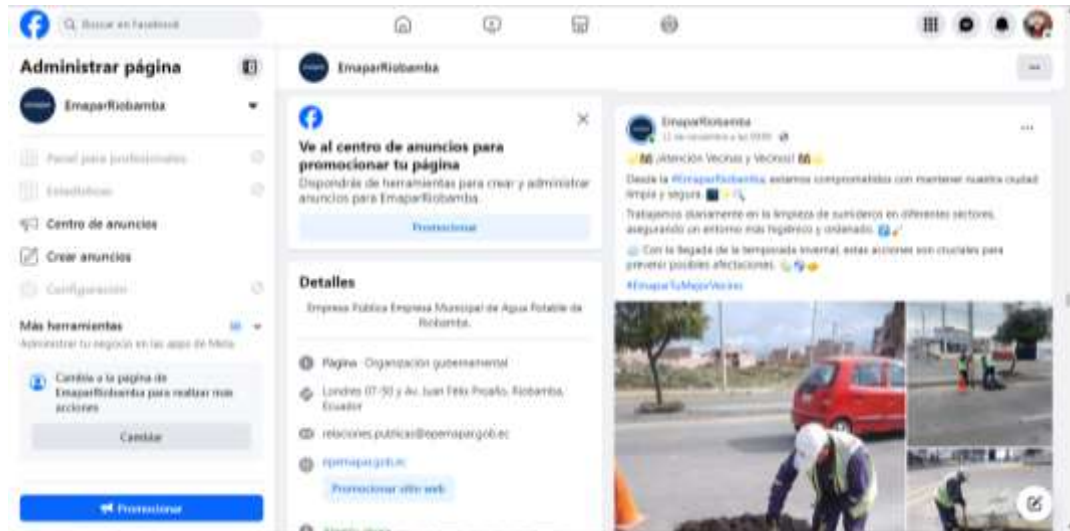 Buscar en Facebook
Administrar página
EmaparRiobamba
Panel para profesionales
Estadísticas
Centro de anuncios
Crear anuncios
Configuración
Más herramientas
Administrar tu negocio en las apps de Meta
Cambia a la página de
EmaparRiobamba para realizar más
acciones
Cambiar
Promocionar
EmaparRiobamba
Ve al centro de anuncios para
promocionar tu página
Dispondrás de herramientas para crear y administrar
anuncios para EmaparRiobamba.
Promocionar
Detalles
Empresa Pública Empresa Municipal de Agua Potable de
Riobamba.
Página · Organización gubernamental
Londres 07-50 y Av. Juan Félix Proaño, Riobamba,
Ecuador
relaciones.publicas@epemapar.gob.ec
epemapar.gob.ec
Promocionar sitio web
EmaparRiobamba
11 de noviembre a las
¡Atención Vecinas y Vecinos!
Desde la #EmaparRiobamba, estamos comprometidos con mantener nuestra ciudad
limpia y segura.
Trabajamos diariamente en la limpieza de sumideros en diferentes sectores,
asegurando un entorno más higiénico y ordenado.
Con la llegada de la temporada invernal, estas acciones son cruciales para
prevenir posibles afectaciones.
#EmaparTuMejorVecino